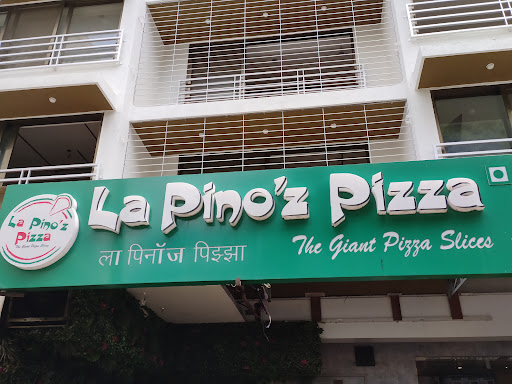 La Pino'z Pizza
ला पिनॉज पिझ्झा
The Giant Pizza Slices
La Pino'z
Pizza
The Giant Pizza Slices